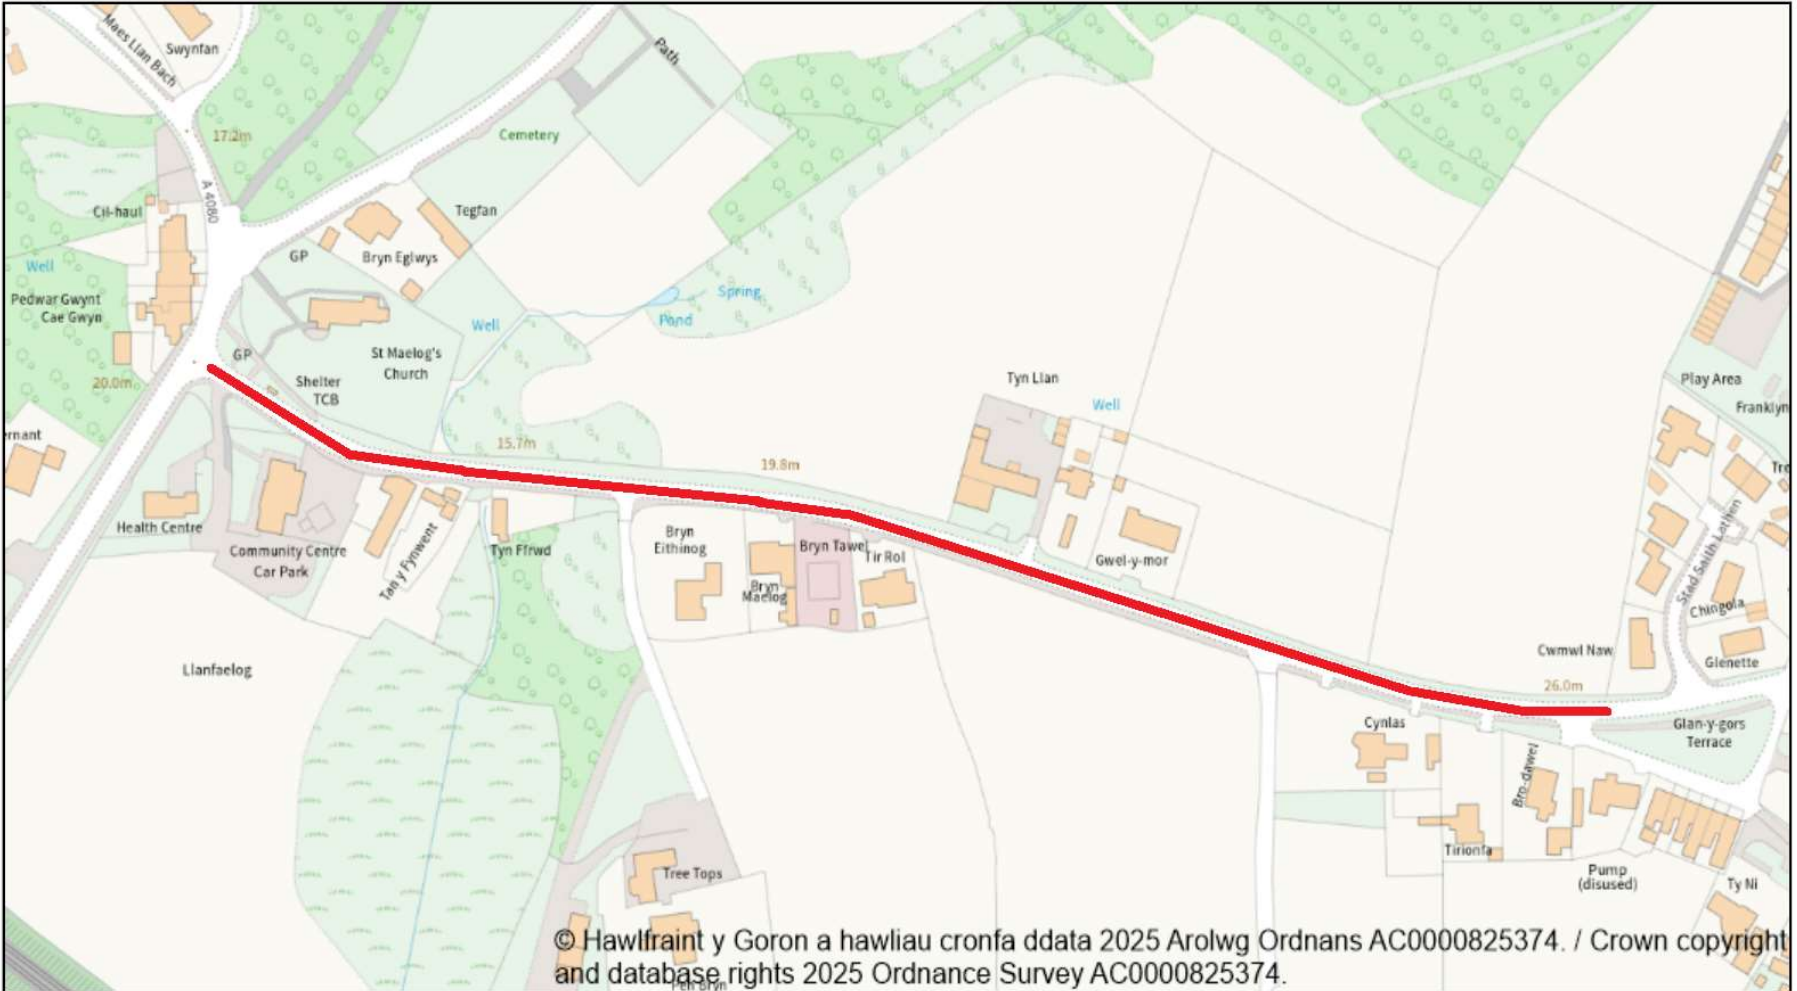 Maes Llan Bach
Swynfan
Path
17.2m
Cemetery
A 4080
Cil-haul
Tegfan
GP
Bryn Eglwys
Well
Pedwar Gwynt
Cae Gwyn
Spring
Pond
Well
GP
St Maelog's
Church
20.0m
Shelter
TCB
Tyn Llan
Well
Play Area
Franklyn
ernant
15.7m
19.8m
Tre
Health Centre
Community Centre
Car Park
Tan y Fynwent
Tyn Ffrwd
Bryn
Eithinog
Bryn Tawel
Tir Rol
Bryn
Maelog
Gwel-y-mor
Stad Salth Lathen
Chingola
Glenette
Cwmwl Naw
Llanfaelog
26.0m
Cynlas
Glan-y-gors
Terrace
Bro-dawel
Tirionfa
Pump
(disused)
Ty Ni
Tree Tops
Pen Bryn
© Hawlfraint y Goron a hawliau cronfa ddata 2025 Arolwg Ordnans AC0000825374. / Crown copyright
and database rights 2025 Ordnance Survey AC0000825374.